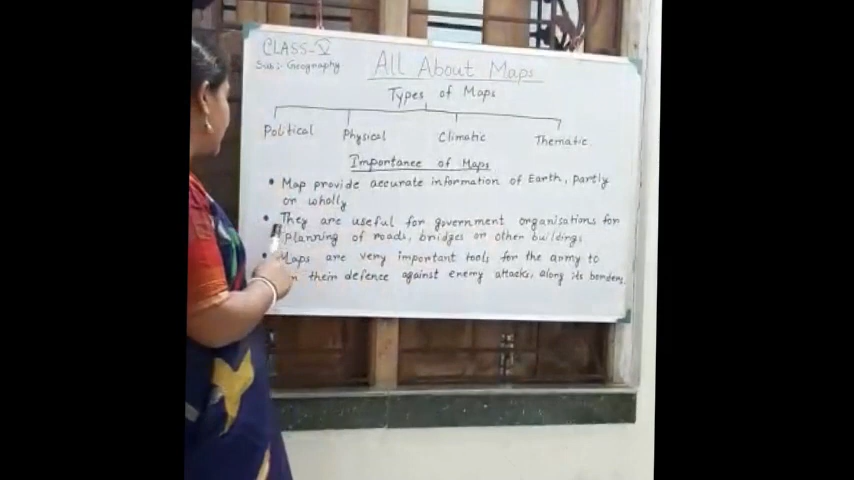 CLASS-V
Sub:- Geography
All About Maps
Types of Maps
Political Physical Climatic Thematic
Importance of Maps
• Map provide accurate information of Earth, partly
or wholly
• They are useful for government organisations for
planning of roads, bridges or other buildings
• Maps are very important tools for the army to
their defence against enemy attacks, along its borders.